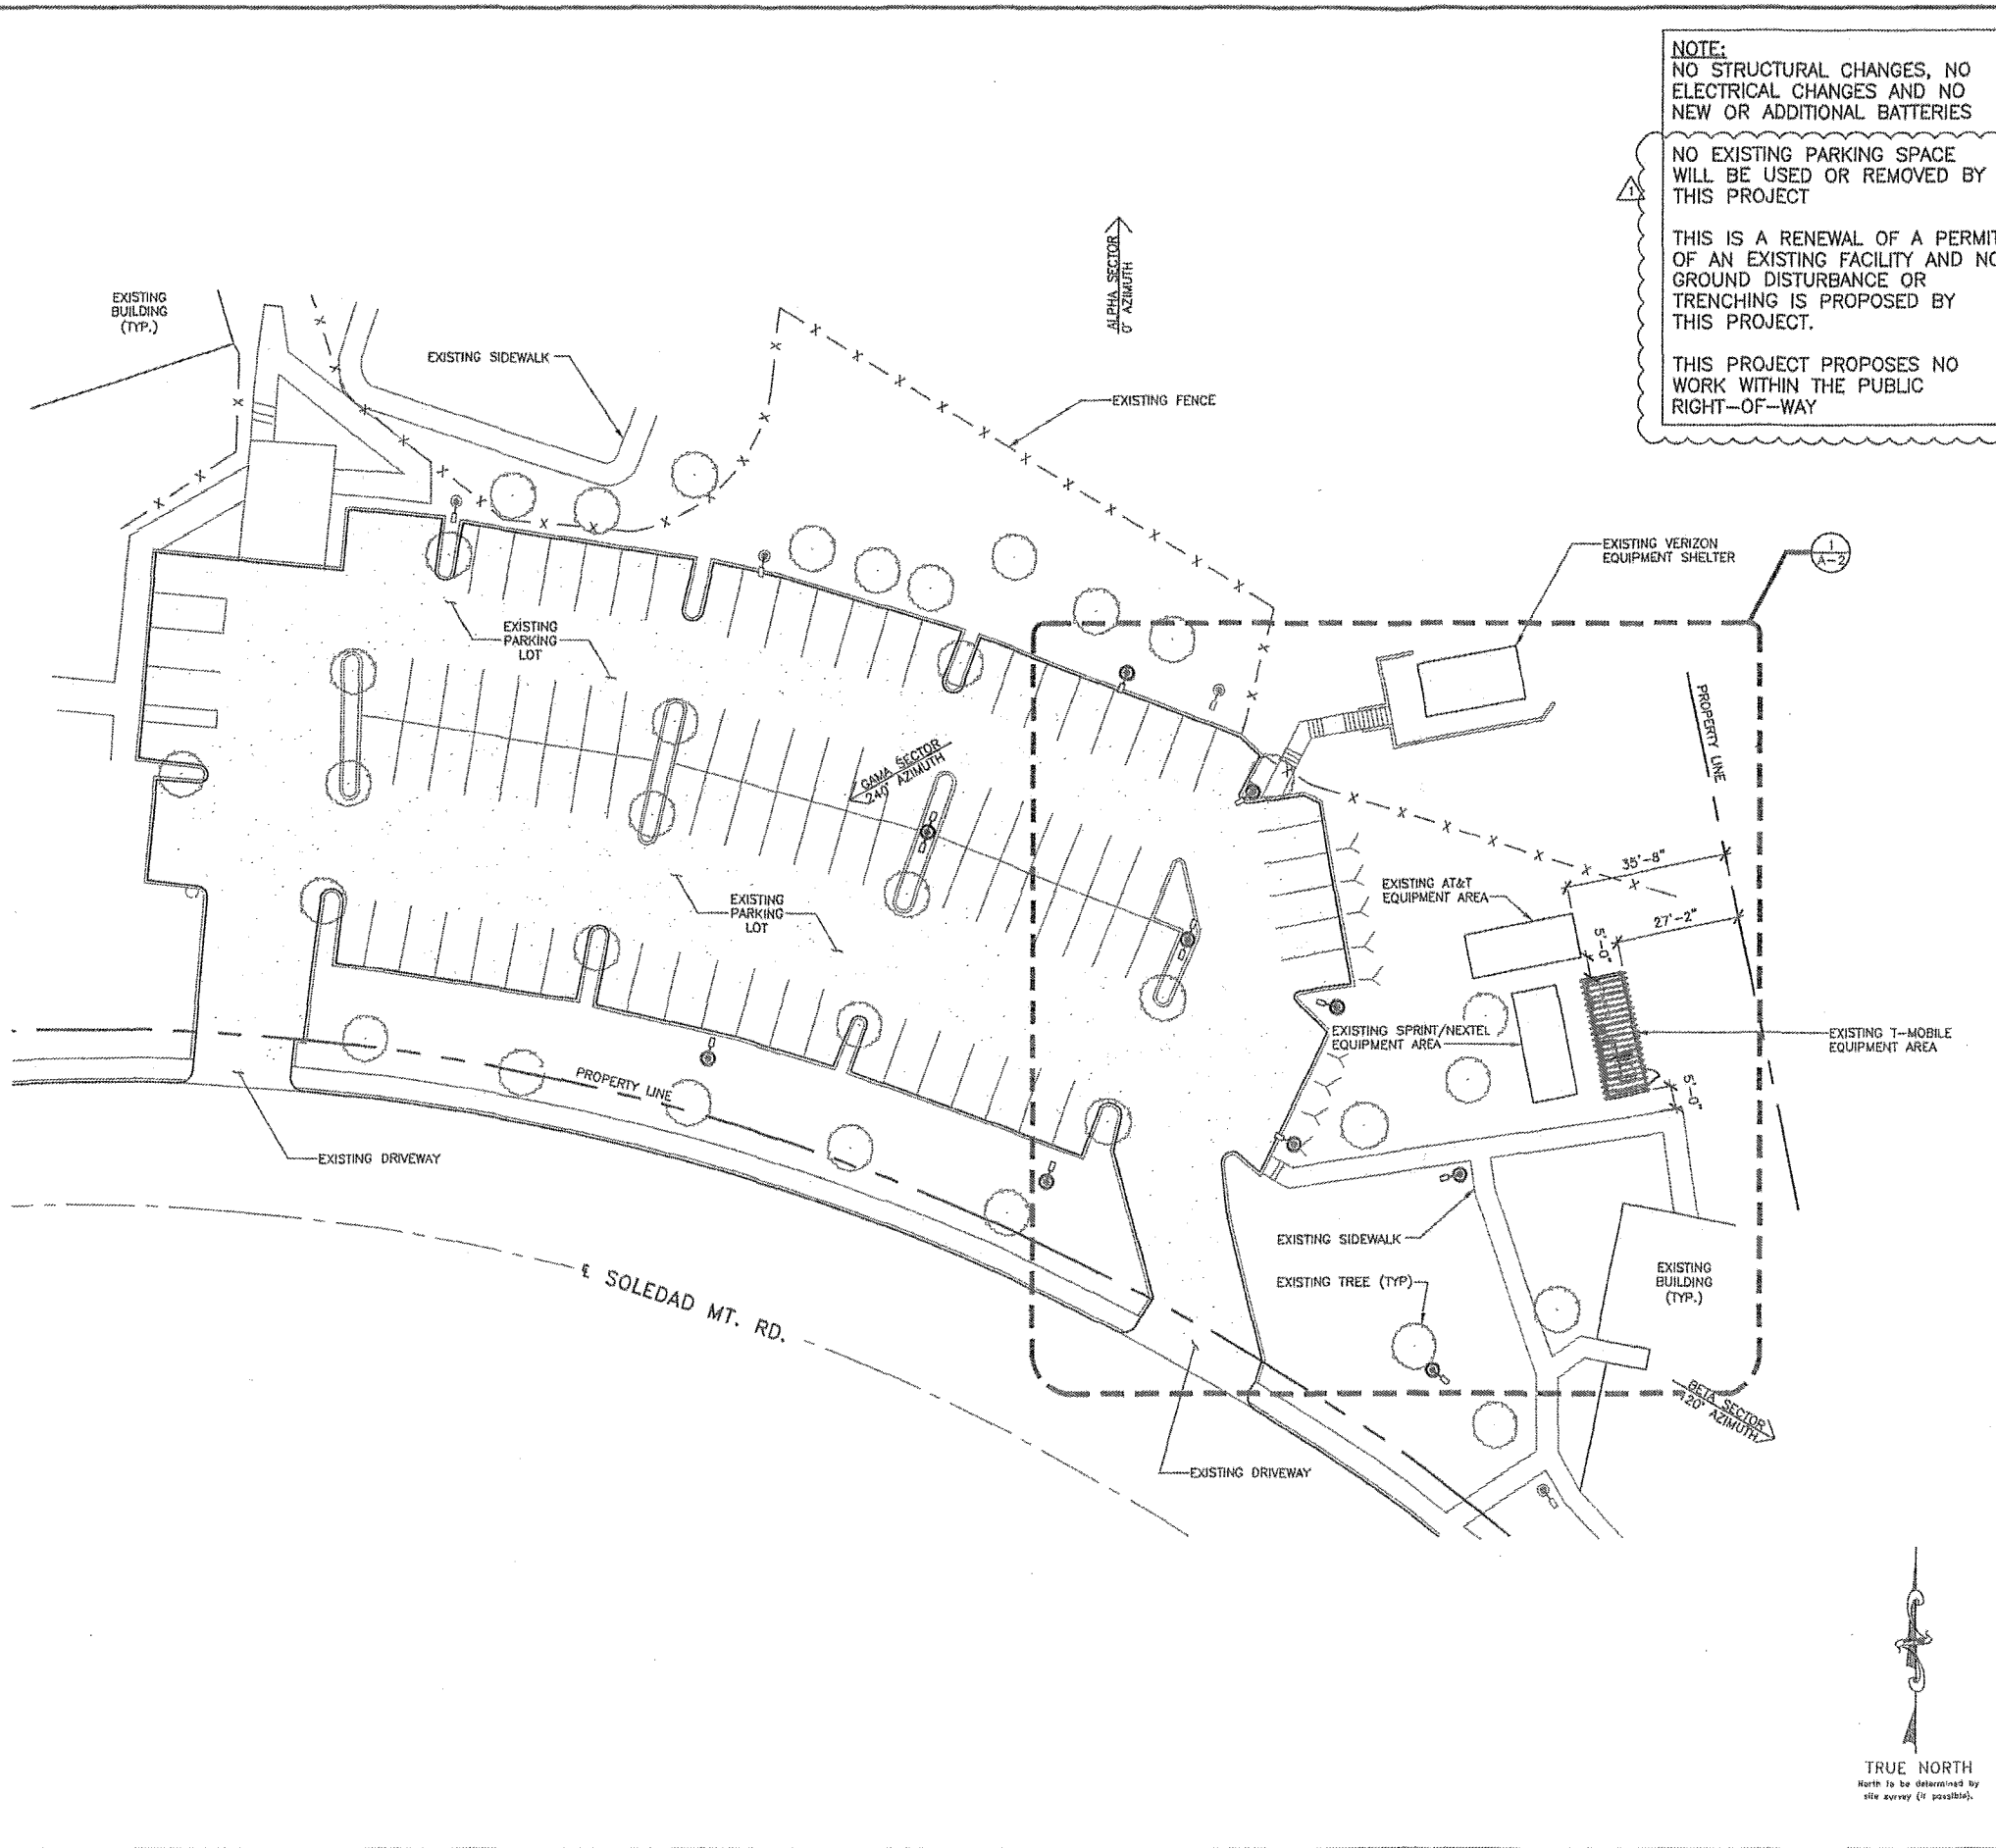 NOTE:
NO STRUCTURAL CHANGES, NO
ELECTRICAL CHANGES AND NO
NEW OR ADDITIONAL BATTERIES
NO EXISTING PARKING SPACE
WILL BE USED OR REMOVED BY
THIS PROJECT
1
THIS IS A RENEWAL OF A PERMIT
OF AN EXISTING FACILITY AND NO
GROUND DISTURBANCE OR
TRENCHING IS PROPOSED BY
THIS PROJECT.
THIS PROJECT PROPOSES NO
WORK WITHIN THE PUBLIC
RIGHT-OF-WAY
ALPHA SECTOR
0° AZIMUTH
EXISTING
BUILDING
(TYP.)
EXISTING SIDEWALK
EXISTING FENCE
EXISTING VERIZON
EQUIPMENT SHELTER
1
A-2
EXISTING
PARKING
LOT
PROPERTY LINE
GAMA SECTOR
240° AZIMUTH
35'-8"
EXISTING AT&T
EQUIPMENT AREA
27'-2"
5'-0"
EXISTING
PARKING
LOT
EXISTING SPRINT/NEXTEL
EQUIPMENT AREA
EXISTING T-MOBILE
EQUIPMENT AREA
5'-0"
PROPERTY LINE
EXISTING DRIVEWAY
EXISTING SIDEWALK
EXISTING TREE (TYP)
EXISTING
BUILDING
(TYP.)
℄ SOLEDAD MT. RD.
BETA SECTOR
120° AZIMUTH
EXISTING DRIVEWAY
TRUE NORTH
North to be determined by
site survey (if possible).